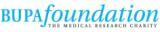 BUPAfoundation
THE MEDICAL RESEARCH CHARITY